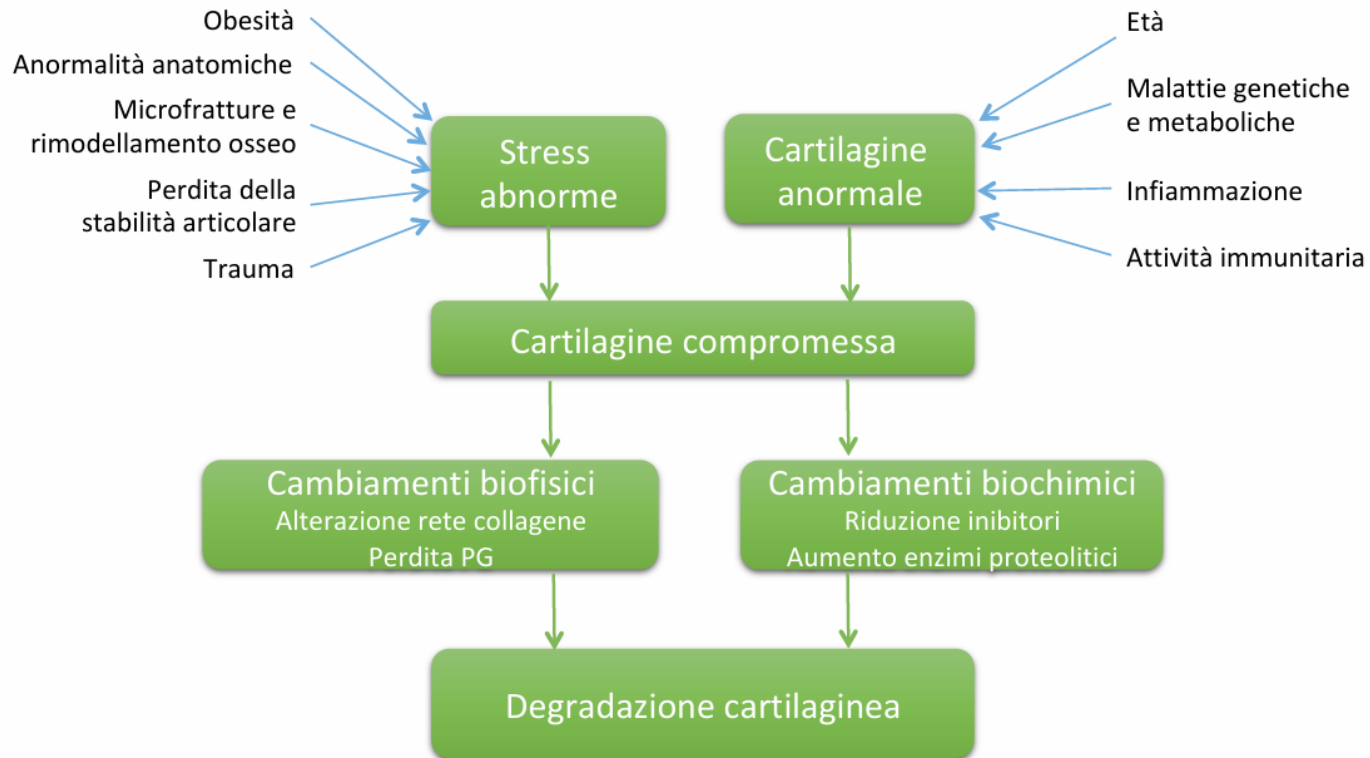 Obesità
Anormalità anatomiche
Microfratture e
rimodellamento osseo
Perdita della
stabilità articolare
Trauma
Stress
abnorme
Cartilagine
anormale
Età
Malattie genetiche
e metaboliche
Infiammazione
Attività immunitaria
Cartilagine compromessa
Cambiamenti biofisici
Alterazione rete collagene
Perdita PG
Cambiamenti biochimici
Riduzione inibitori
Aumento enzimi proteolitici
Degradazione cartilaginea